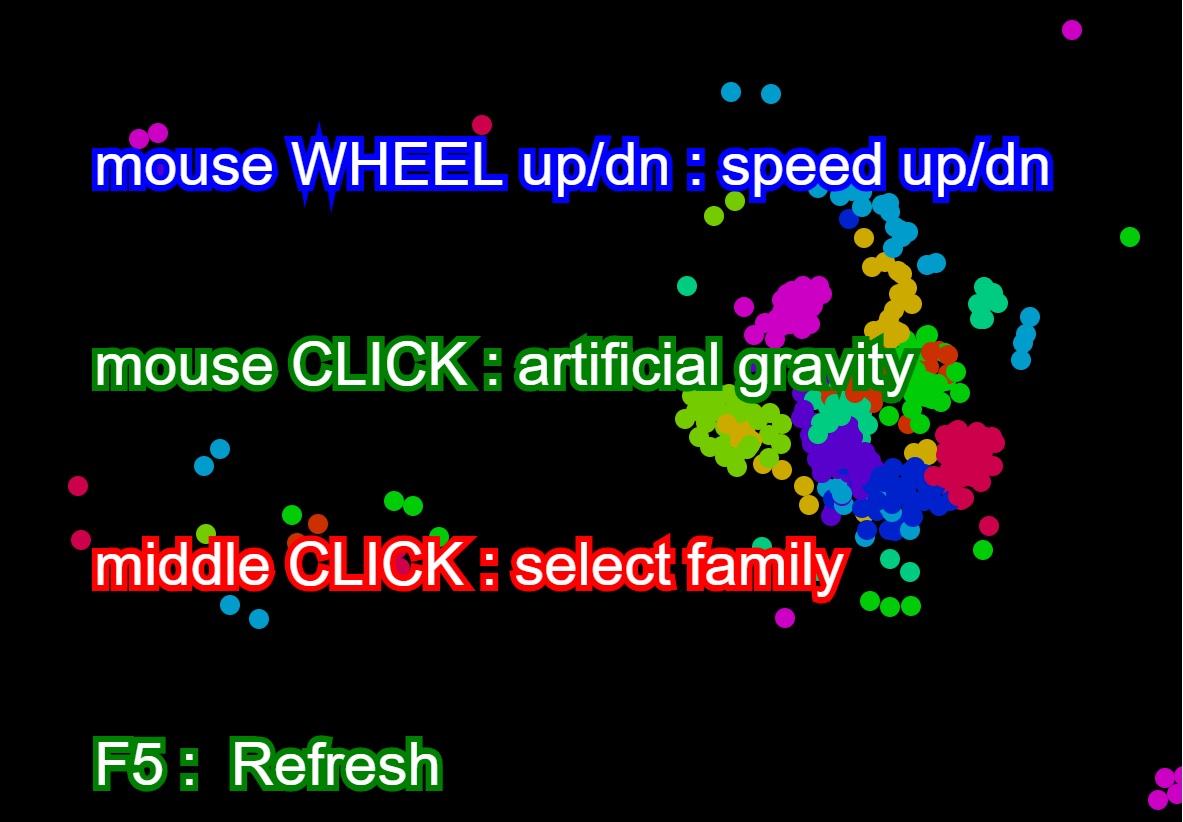 mouse WHEEL up/dn : speed up/dn
mouse CLICK : artificial gravity
middle CLICK : select family
F5 :  Refresh